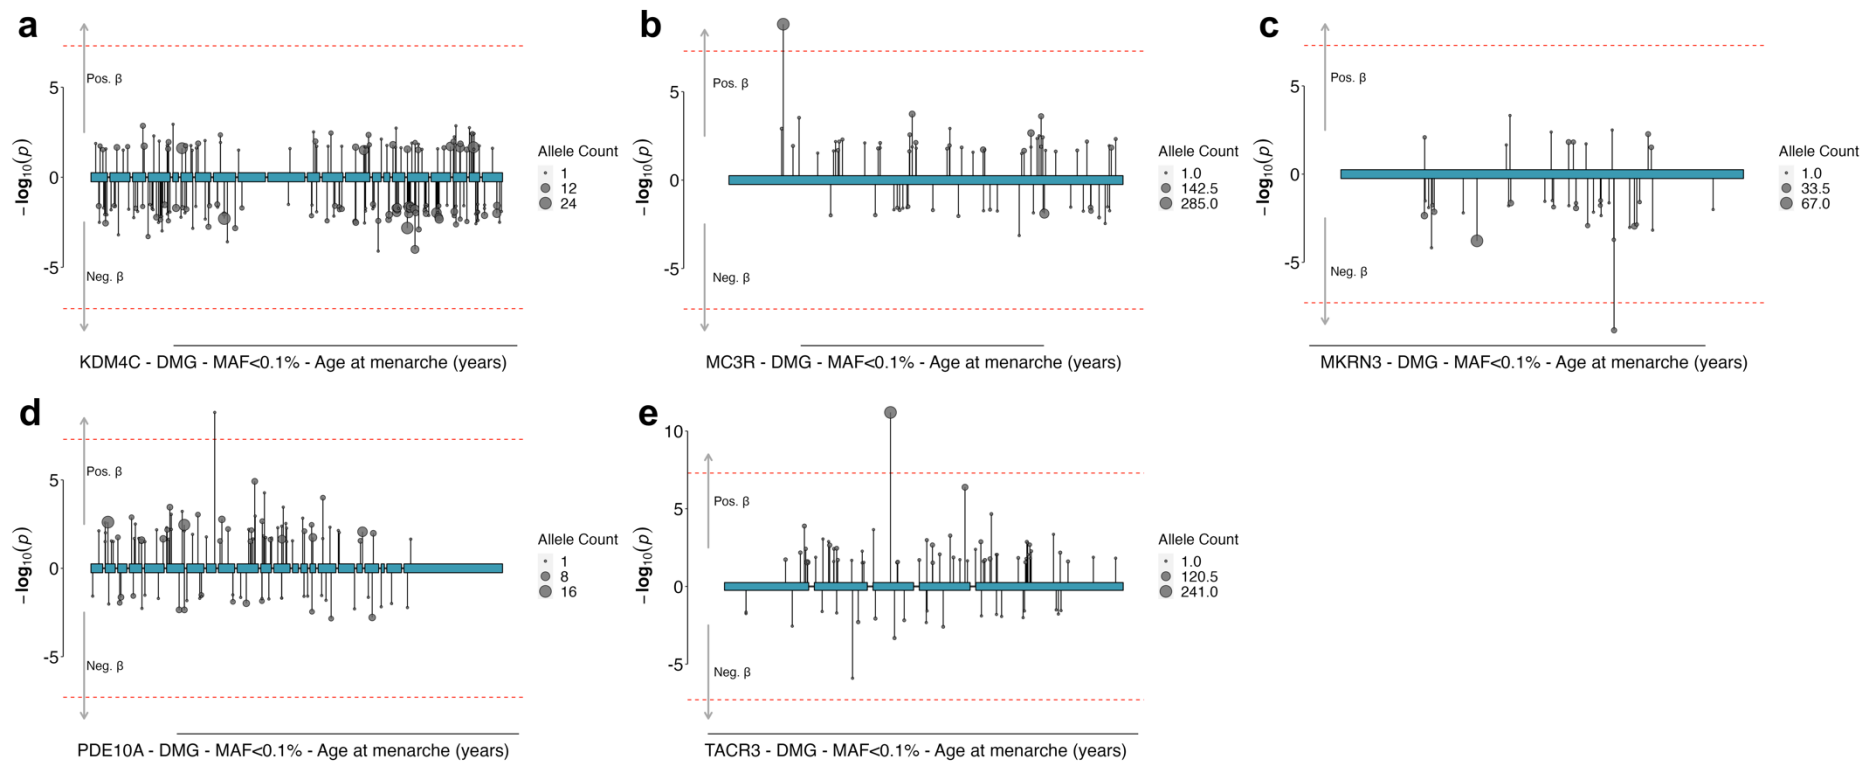 a
5
0
-5
−log10(p)
Pos. β
Neg. β
Allele Count
1
12
24
KDM4C - DMG - MAF<0.1% - Age at menarche (years)
b
5
0
-5
−log10(p)
Pos. β
Neg. β
Allele Count
1.0
142.5
285.0
MC3R - DMG - MAF<0.1% - Age at menarche (years)
c
5
0
-5
−log10(p)
Pos. β
Neg. β
Allele Count
1.0
33.5
67.0
MKRN3 - DMG - MAF<0.1% - Age at menarche (years)
d
5
0
-5
−log10(p)
Pos. β
Neg. β
Allele Count
1
8
16
PDE10A - DMG - MAF<0.1% - Age at menarche (years)
e
10
5
0
-5
−log10(p)
Pos. β
Neg. β
Allele Count
1.0
120.5
241.0
TACR3 - DMG - MAF<0.1% - Age at menarche (years)